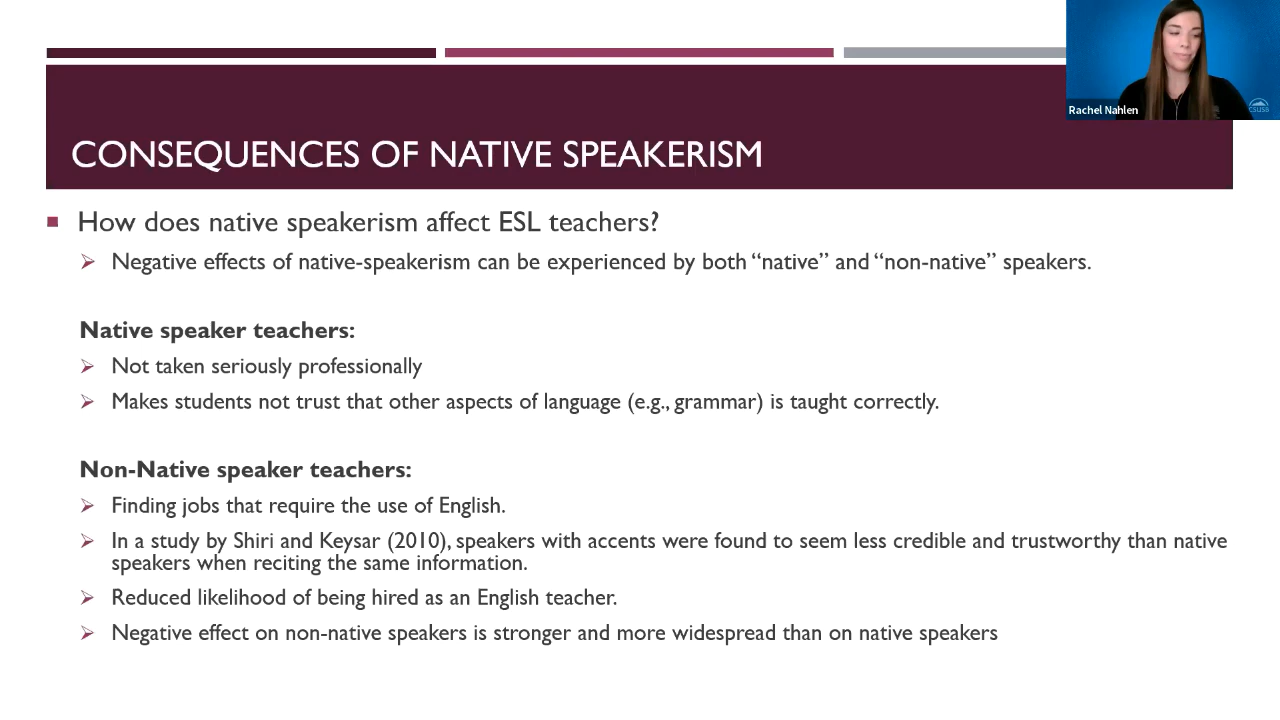 Rachel Nahlen
CSUSB
CONSEQUENCES OF NATIVE SPEAKERISM
How does native speakerism affect ESL teachers?
Negative effects of native-speakerism can be experienced by both “native” and “non-native” speakers.
Native speaker teachers:
Not taken seriously professionally
Makes students not trust that other aspects of language (e.g., grammar) is taught correctly.
Non-Native speaker teachers:
Finding jobs that require the use of English.
In a study by Shiri and Keysar (2010), speakers with accents were found to seem less credible and trustworthy than native
speakers when reciting the same information.
Reduced likelihood of being hired as an English teacher.
Negative effect on non-native speakers is stronger and more widespread than on native speakers